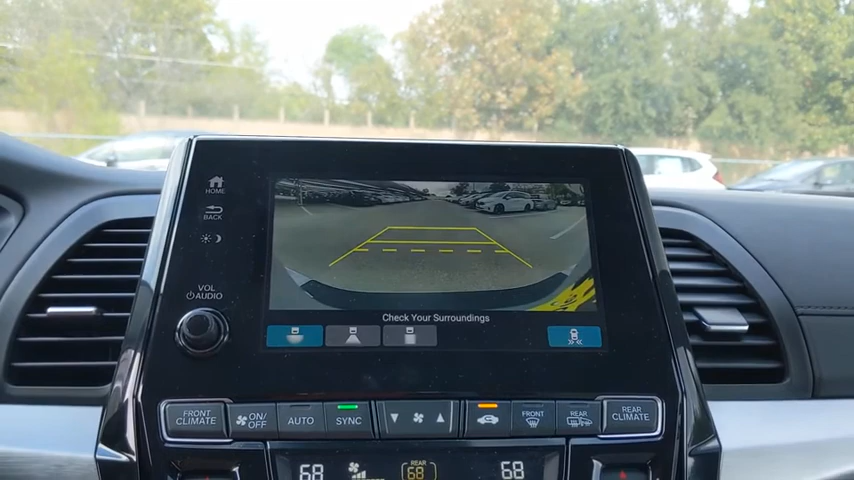 HOME
BACK
VOL
AUDIO
Check Your Surroundings
FRONT
CLIMATE
ON/
OFF
AUTO
SYNC
FRONT
REAR
REAR
CLIMATE
68
REAR
68
68